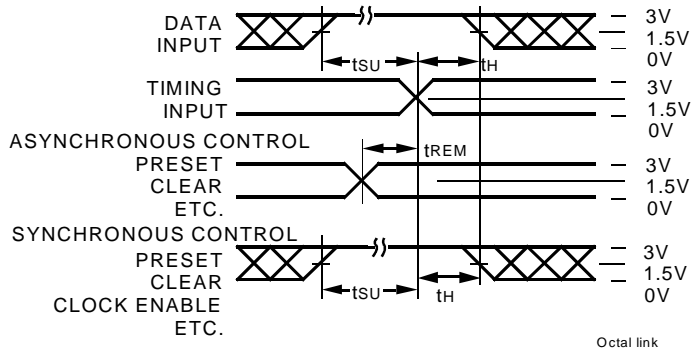 DATA
INPUT
3V
1.5V
0V
tSU
tH
TIMING
INPUT
3V
1.5V
0V
ASYNCHRONOUS CONTROL
PRESET
CLEAR
ETC.
tREM
3V
1.5V
0V
SYNCHRONOUS CONTROL
PRESET
CLEAR
CLOCK ENABLE
ETC.
3V
1.5V
0V
tSU
tH
Octal link